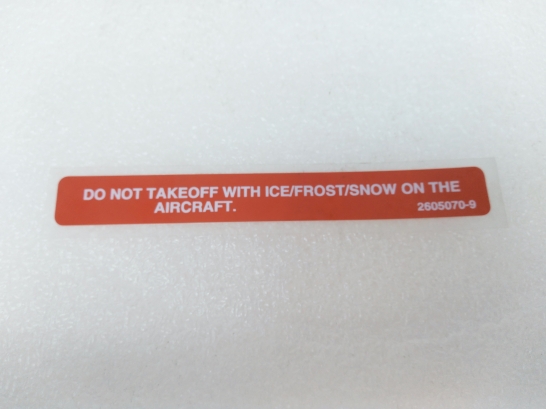 DO NOT TAKEOFF WITH ICE/FROST/SNOW ON THE
AIRCRAFT.
2605070-9